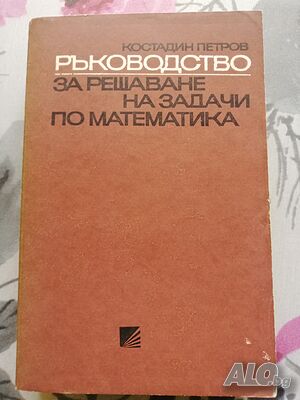 КОСТАДИН ПЕТРОВ
РЪКОВОДСТВО
ЗА РЕШАВАНЕ
НА ЗАДАЧИ
ПО МАТЕМАТИКА
ALO.bg